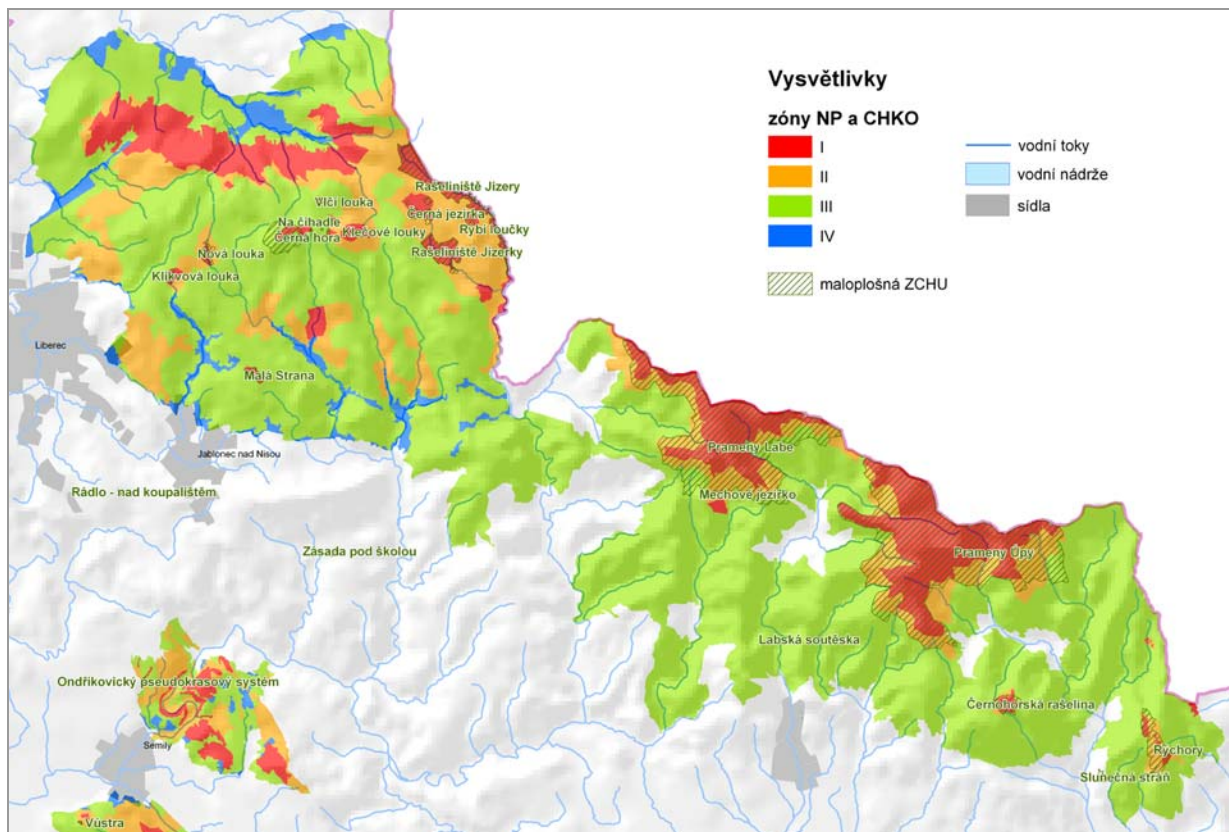 Vysvětlivky
zóny NP a CHKO
I
II
III
IV
maloplošná ZCHU
vodní toky
vodní nádrže
sídla
Rašeliniště Jizery
Vlčí louka
Černá jezírka
Na čihadle
Rybí loučky
Černá hora
Klečové louky
Nová louka
Rašeliniště Jizerky
Klikvová louka
Liberec
Malá Strana
Jablonec nad Nisou
Prameny Labe
Rádlo - nad koupalištěm
Mechové jezírko
Zásada pod školou
Prameny Úpy
Labská soutěska
Ondříkovický pseudokrasový systém
Černohorská rašelina
Semily
Rýchory
Slunečná stráň
Vústra